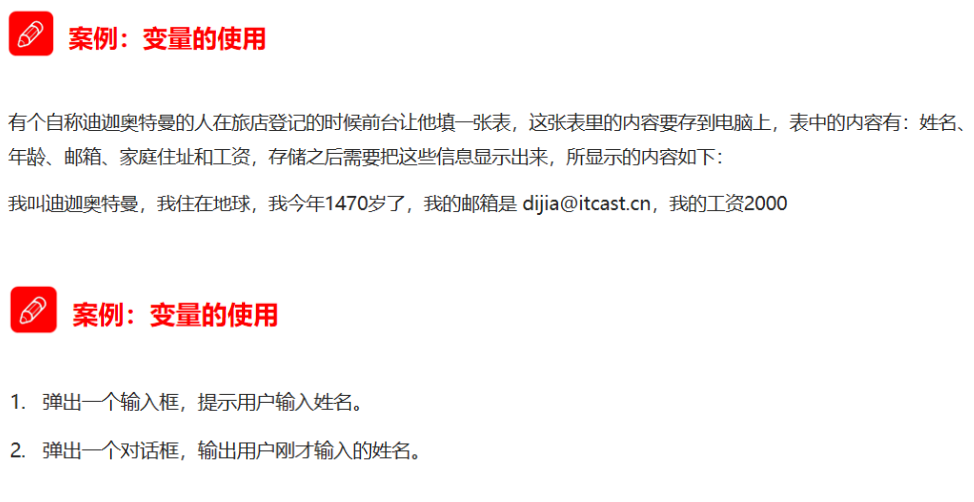 案例：变量的使用
有个自称迪迦奥特曼的人在旅店登记的时候前台让他填一张表，这张表里的内容要存到电脑上，表中的内容有：姓名、
年龄、邮箱、家庭住址和工资，存储之后需要把这些信息显示出来，所显示的内容如下：
我叫迪迦奥特曼，我住在地球，我今年1470岁了，我的邮箱是 dijia@itcast.cn，我的工资2000
案例：变量的使用
1. 弹出一个输入框，提示用户输入姓名。
2. 弹出一个对话框，输出用户刚才输入的姓名。